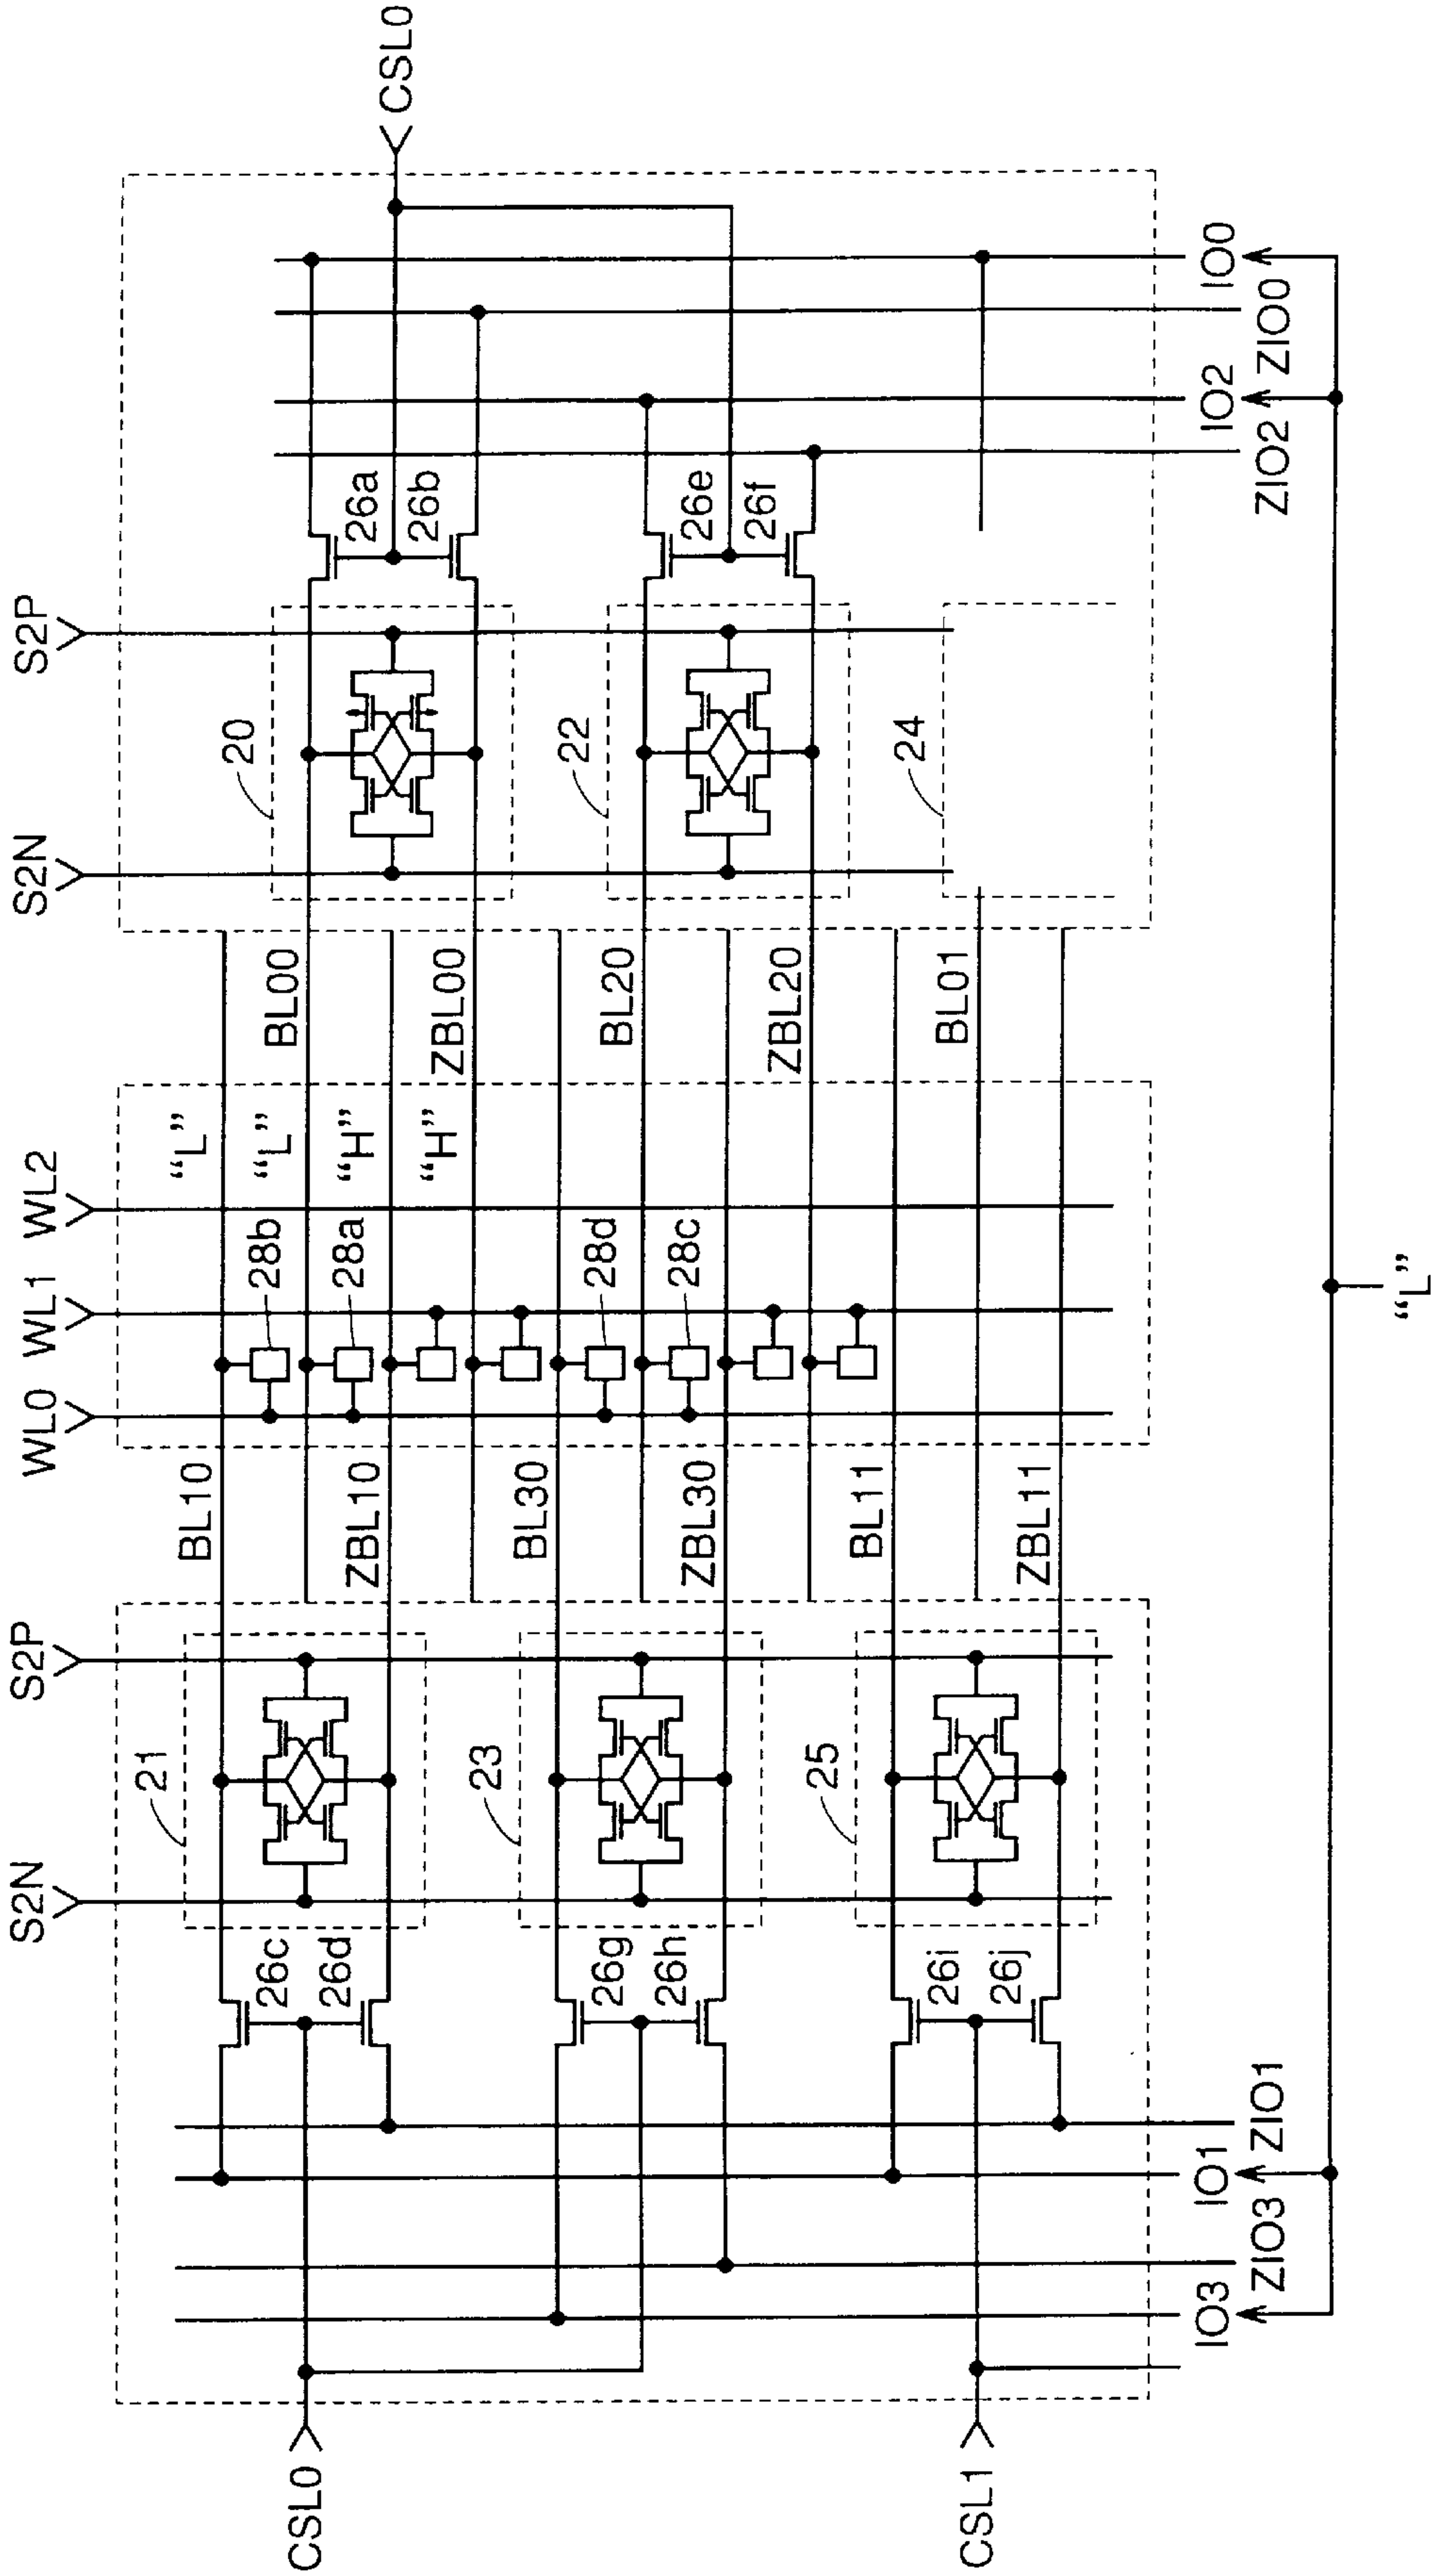 S2N S2P WL0 WL1 WL2 S2N S2P
21 20
BL10 “L”
26c 28b “L” BL00
CSL0 26d ZBL10 28a “H” 26a CSL0
“H” ZBL00 26b
23 22
BL30
26g 28d BL20
26h ZBL30 28c 26e
ZBL20 26f
25 24
BL11
26i BL01
CSL1 26j ZBL11
IO3 IO1 IO2 IO0
ZIO3 ZIO1 ZIO2 ZIO0
“L”